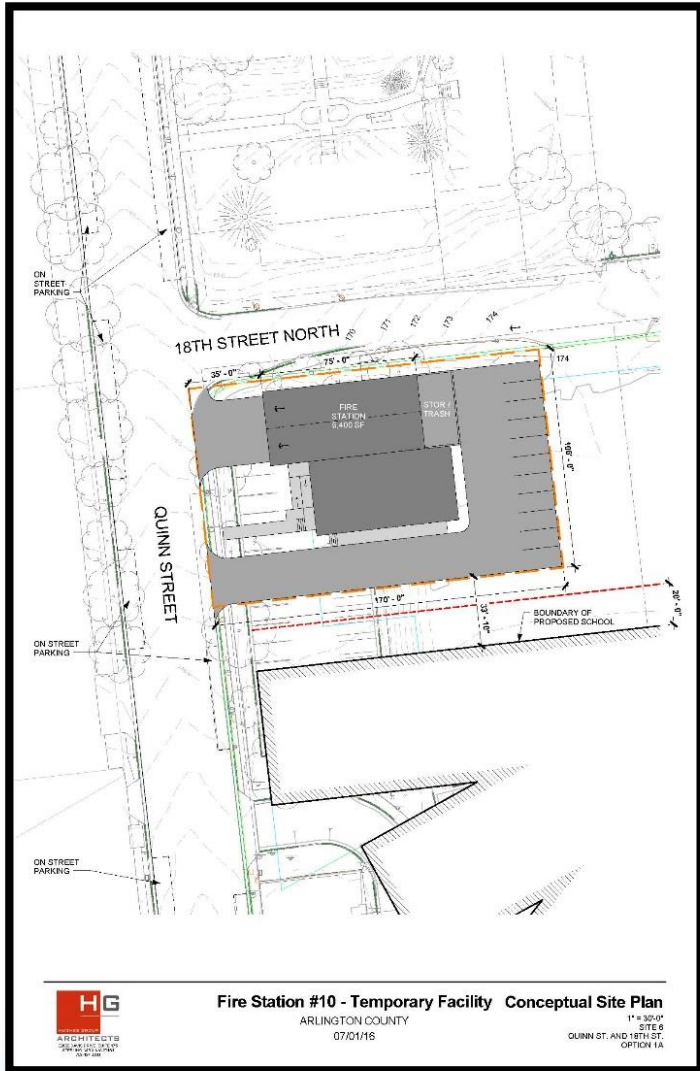 ON
STREET
PARKING
18TH STREET NORTH
170
171
172
173
174
174
35' - 0"
75' - 0"
FIRE
STATION
6,400 SF
STOR /
TRASH
106' - 0"
QUINN STREET
170' - 0"
33' - 10"
20' - 0"
BOUNDARY OF
PROPOSED SCHOOL
ON STREET
PARKING
ON STREET
PARKING
HG
ARCHITECTS
Fire Station #10 - Temporary Facility Conceptual Site Plan
ARLINGTON COUNTY
07/01/16
1" = 30'-0"
SITE 6
QUINN ST. AND 18TH ST.
OPTION 1A